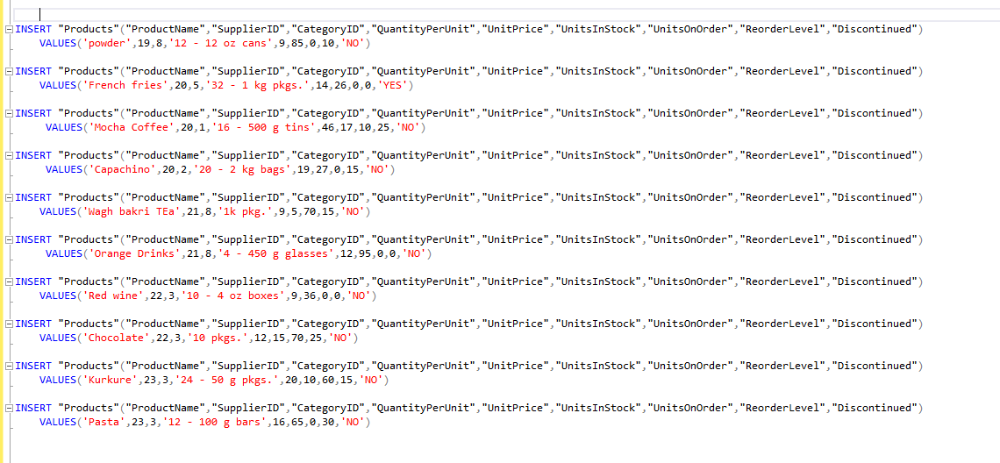 INSERT "Products"("ProductName","SupplierID","CategoryID","QuantityPerUnit","UnitPrice","UnitsInStock","UnitsOnOrder","ReorderLevel","Discontinued")
VALUES('powder',19,8,'12 - 12 oz cans',9,85,0,10,'NO')
INSERT "Products"("ProductName","SupplierID","CategoryID","QuantityPerUnit","UnitPrice","UnitsInStock","UnitsOnOrder","ReorderLevel","Discontinued")
VALUES('French fries',20,5,'32 - 1 kg pkgs.',14,26,0,0,'YES')
INSERT "Products"("ProductName","SupplierID","CategoryID","QuantityPerUnit","UnitPrice","UnitsInStock","UnitsOnOrder","ReorderLevel","Discontinued")
VALUES('Mocha Coffee',20,1,'16 - 500 g tins',46,17,10,25,'NO')
INSERT "Products"("ProductName","SupplierID","CategoryID","QuantityPerUnit","UnitPrice","UnitsInStock","UnitsOnOrder","ReorderLevel","Discontinued")
VALUES('Capachino',20,2,'20 - 2 kg bags',19,27,0,15,'NO')
INSERT "Products"("ProductName","SupplierID","CategoryID","QuantityPerUnit","UnitPrice","UnitsInStock","UnitsOnOrder","ReorderLevel","Discontinued")
VALUES('Wagh bakri TEa',21,8,'1k pkg.',9,5,70,15,'NO')
INSERT "Products"("ProductName","SupplierID","CategoryID","QuantityPerUnit","UnitPrice","UnitsInStock","UnitsOnOrder","ReorderLevel","Discontinued")
VALUES('Orange Drinks',21,8,'4 - 450 g glasses',12,95,0,0,'NO')
INSERT "Products"("ProductName","SupplierID","CategoryID","QuantityPerUnit","UnitPrice","UnitsInStock","UnitsOnOrder","ReorderLevel","Discontinued")
VALUES('Red wine',22,3,'10 - 4 oz boxes',9,36,0,0,'NO')
INSERT "Products"("ProductName","SupplierID","CategoryID","QuantityPerUnit","UnitPrice","UnitsInStock","UnitsOnOrder","ReorderLevel","Discontinued")
VALUES('Chocolate',22,3,'10 pkgs.',12,15,70,25,'NO')
INSERT "Products"("ProductName","SupplierID","CategoryID","QuantityPerUnit","UnitPrice","UnitsInStock","UnitsOnOrder","ReorderLevel","Discontinued")
VALUES('Kurkure',23,3,'24 - 50 g pkgs.',20,10,60,15,'NO')
INSERT "Products"("ProductName","SupplierID","CategoryID","QuantityPerUnit","UnitPrice","UnitsInStock","UnitsOnOrder","ReorderLevel","Discontinued")
VALUES('Pasta',23,3,'12 - 100 g bars',16,65,0,30,'NO')